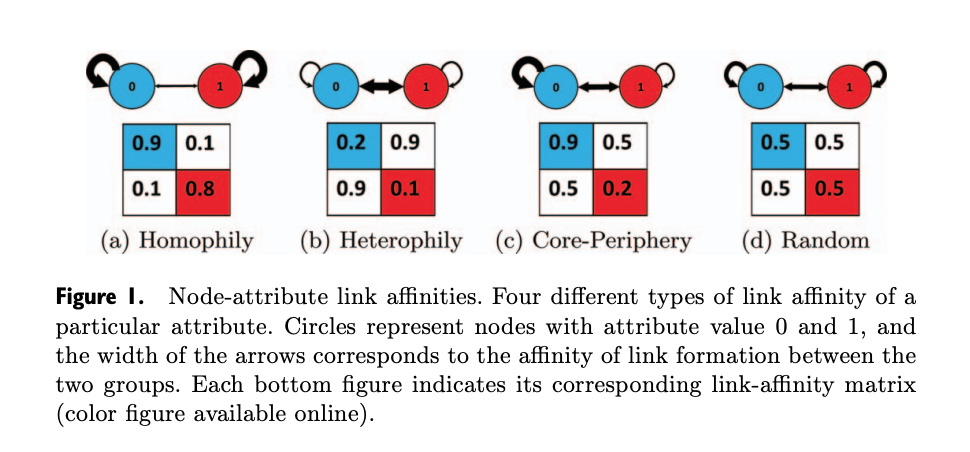 0 1 0 1 0 1 0 1
0.9 0.1 0.2 0.9 0.9 0.5 0.5 0.5
0.1 0.8 0.9 0.1 0.5 0.2 0.5 0.5
(a) Homophily (b) Heterophily (c) Core-Periphery (d) Random
Figure 1. Node-attribute link affinities. Four different types of link affinity of a
particular attribute. Circles represent nodes with attribute value 0 and 1, and
the width of the arrows corresponds to the affinity of link formation between the
two groups. Each bottom figure indicates its corresponding link-affinity matrix
(color figure available online).